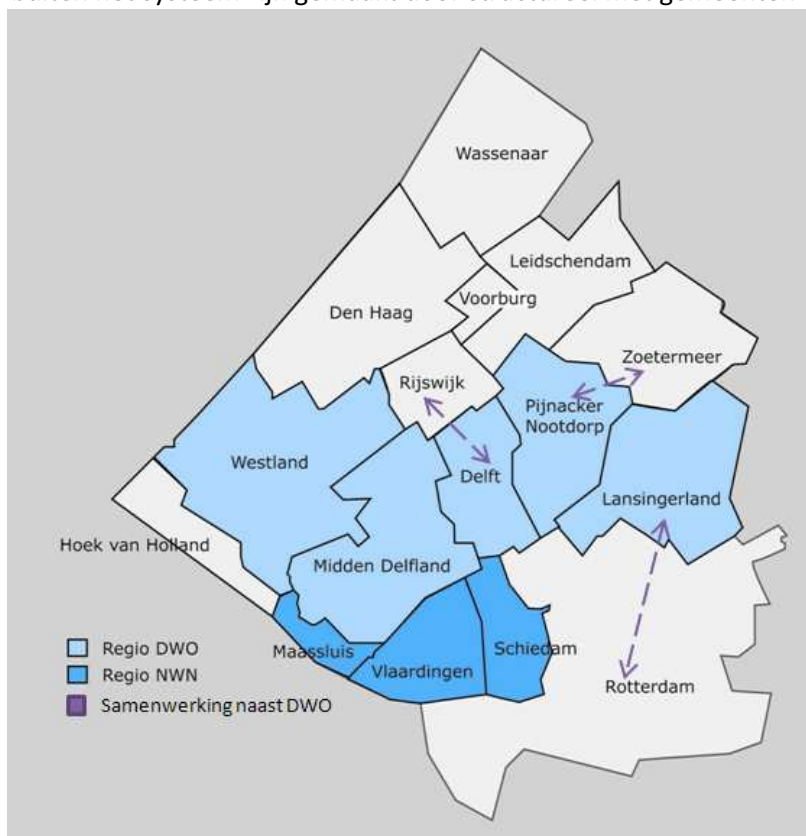 Wassenaar
Leidschendam
Voorburg
Den Haag
Zoetermeer
Rijswijk
Pijnacker
Nootdorp
Westland
Delft
Lansingerland
Hoek van Holland
Midden Delfland
Maassluis
Schiedam
Vlaardingen
Rotterdam
Regio DWO
Regio NWN
Samenwerking naast DWO